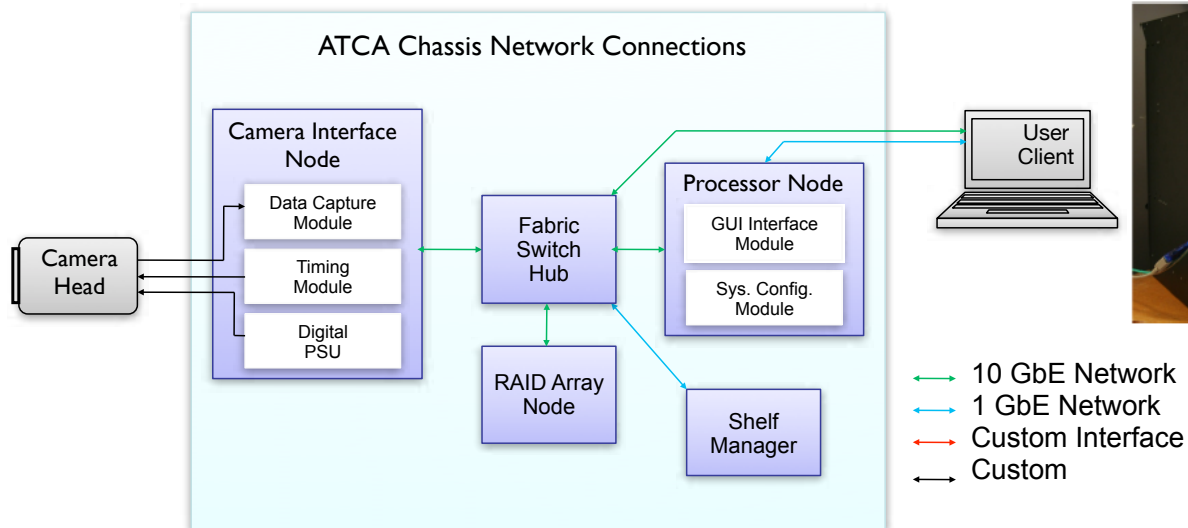 ATCA Chassis Network Connections
Camera Interface
Node
Data Capture
Module
Timing
Module
Digital
PSU
Camera
Head
Fabric
Switch
Hub
RAID Array
Node
Processor Node
GUI Interface
Module
Sys. Config.
Module
Shelf
Manager
User
Client
10 GbE Network
1 GbE Network
Custom Interface
Custom